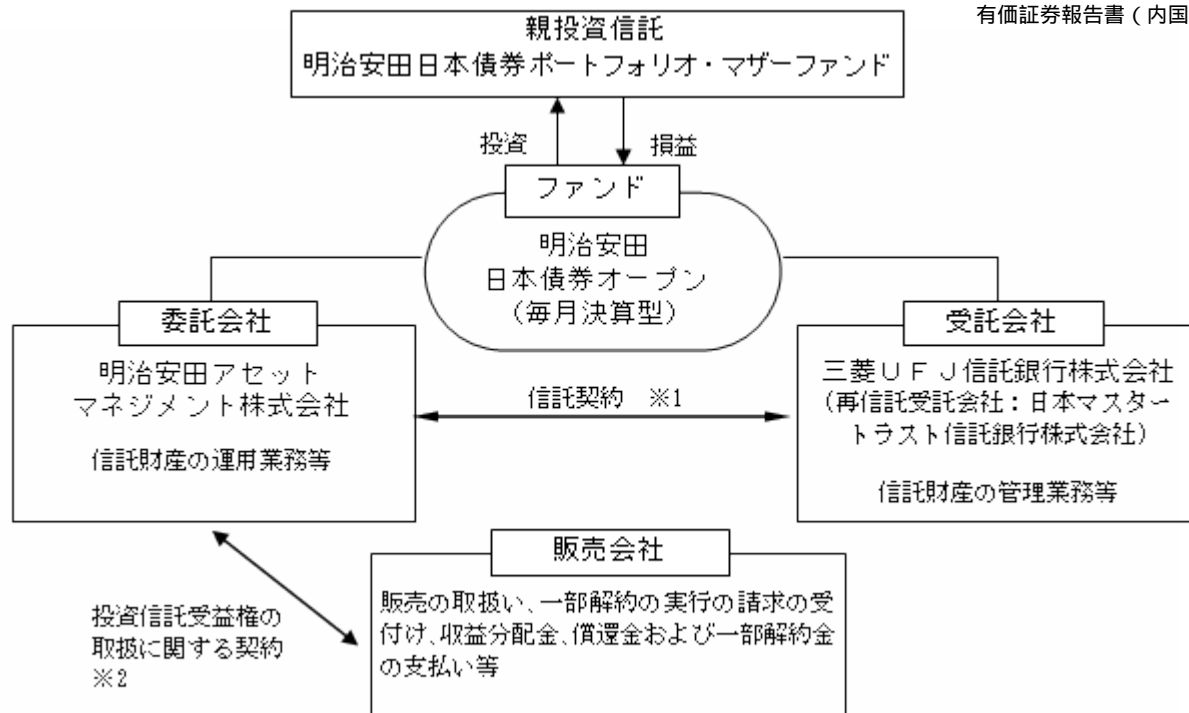 有価証券報告書(内国
親投資信託
明治安田日本債券ポートフォリオ・マザーファンド
投資
損益
ファンド
明治安田
日本債券オープン
(毎月決算型)
委託会社
明治安田アセット
マネジメント株式会社
信託財産の運用業務等
信託契約 ※1
受託会社
三菱UFJ信託銀行株式会社
(再信託受託会社:日本マスター
トラスト信託銀行株式会社)
信託財産の管理業務等
投資信託受益権の
取扱に関する契約
※2
販売会社
販売の取扱い、一部解約の実行の請求の受
付け、収益分配金、償還金および一部解約金
の支払い等